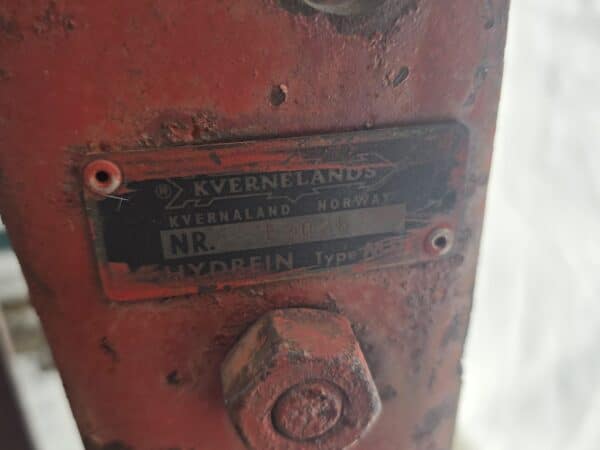 KVERNELANDS
KVERNALAND NORWAY
NR.
HYDREIN Type